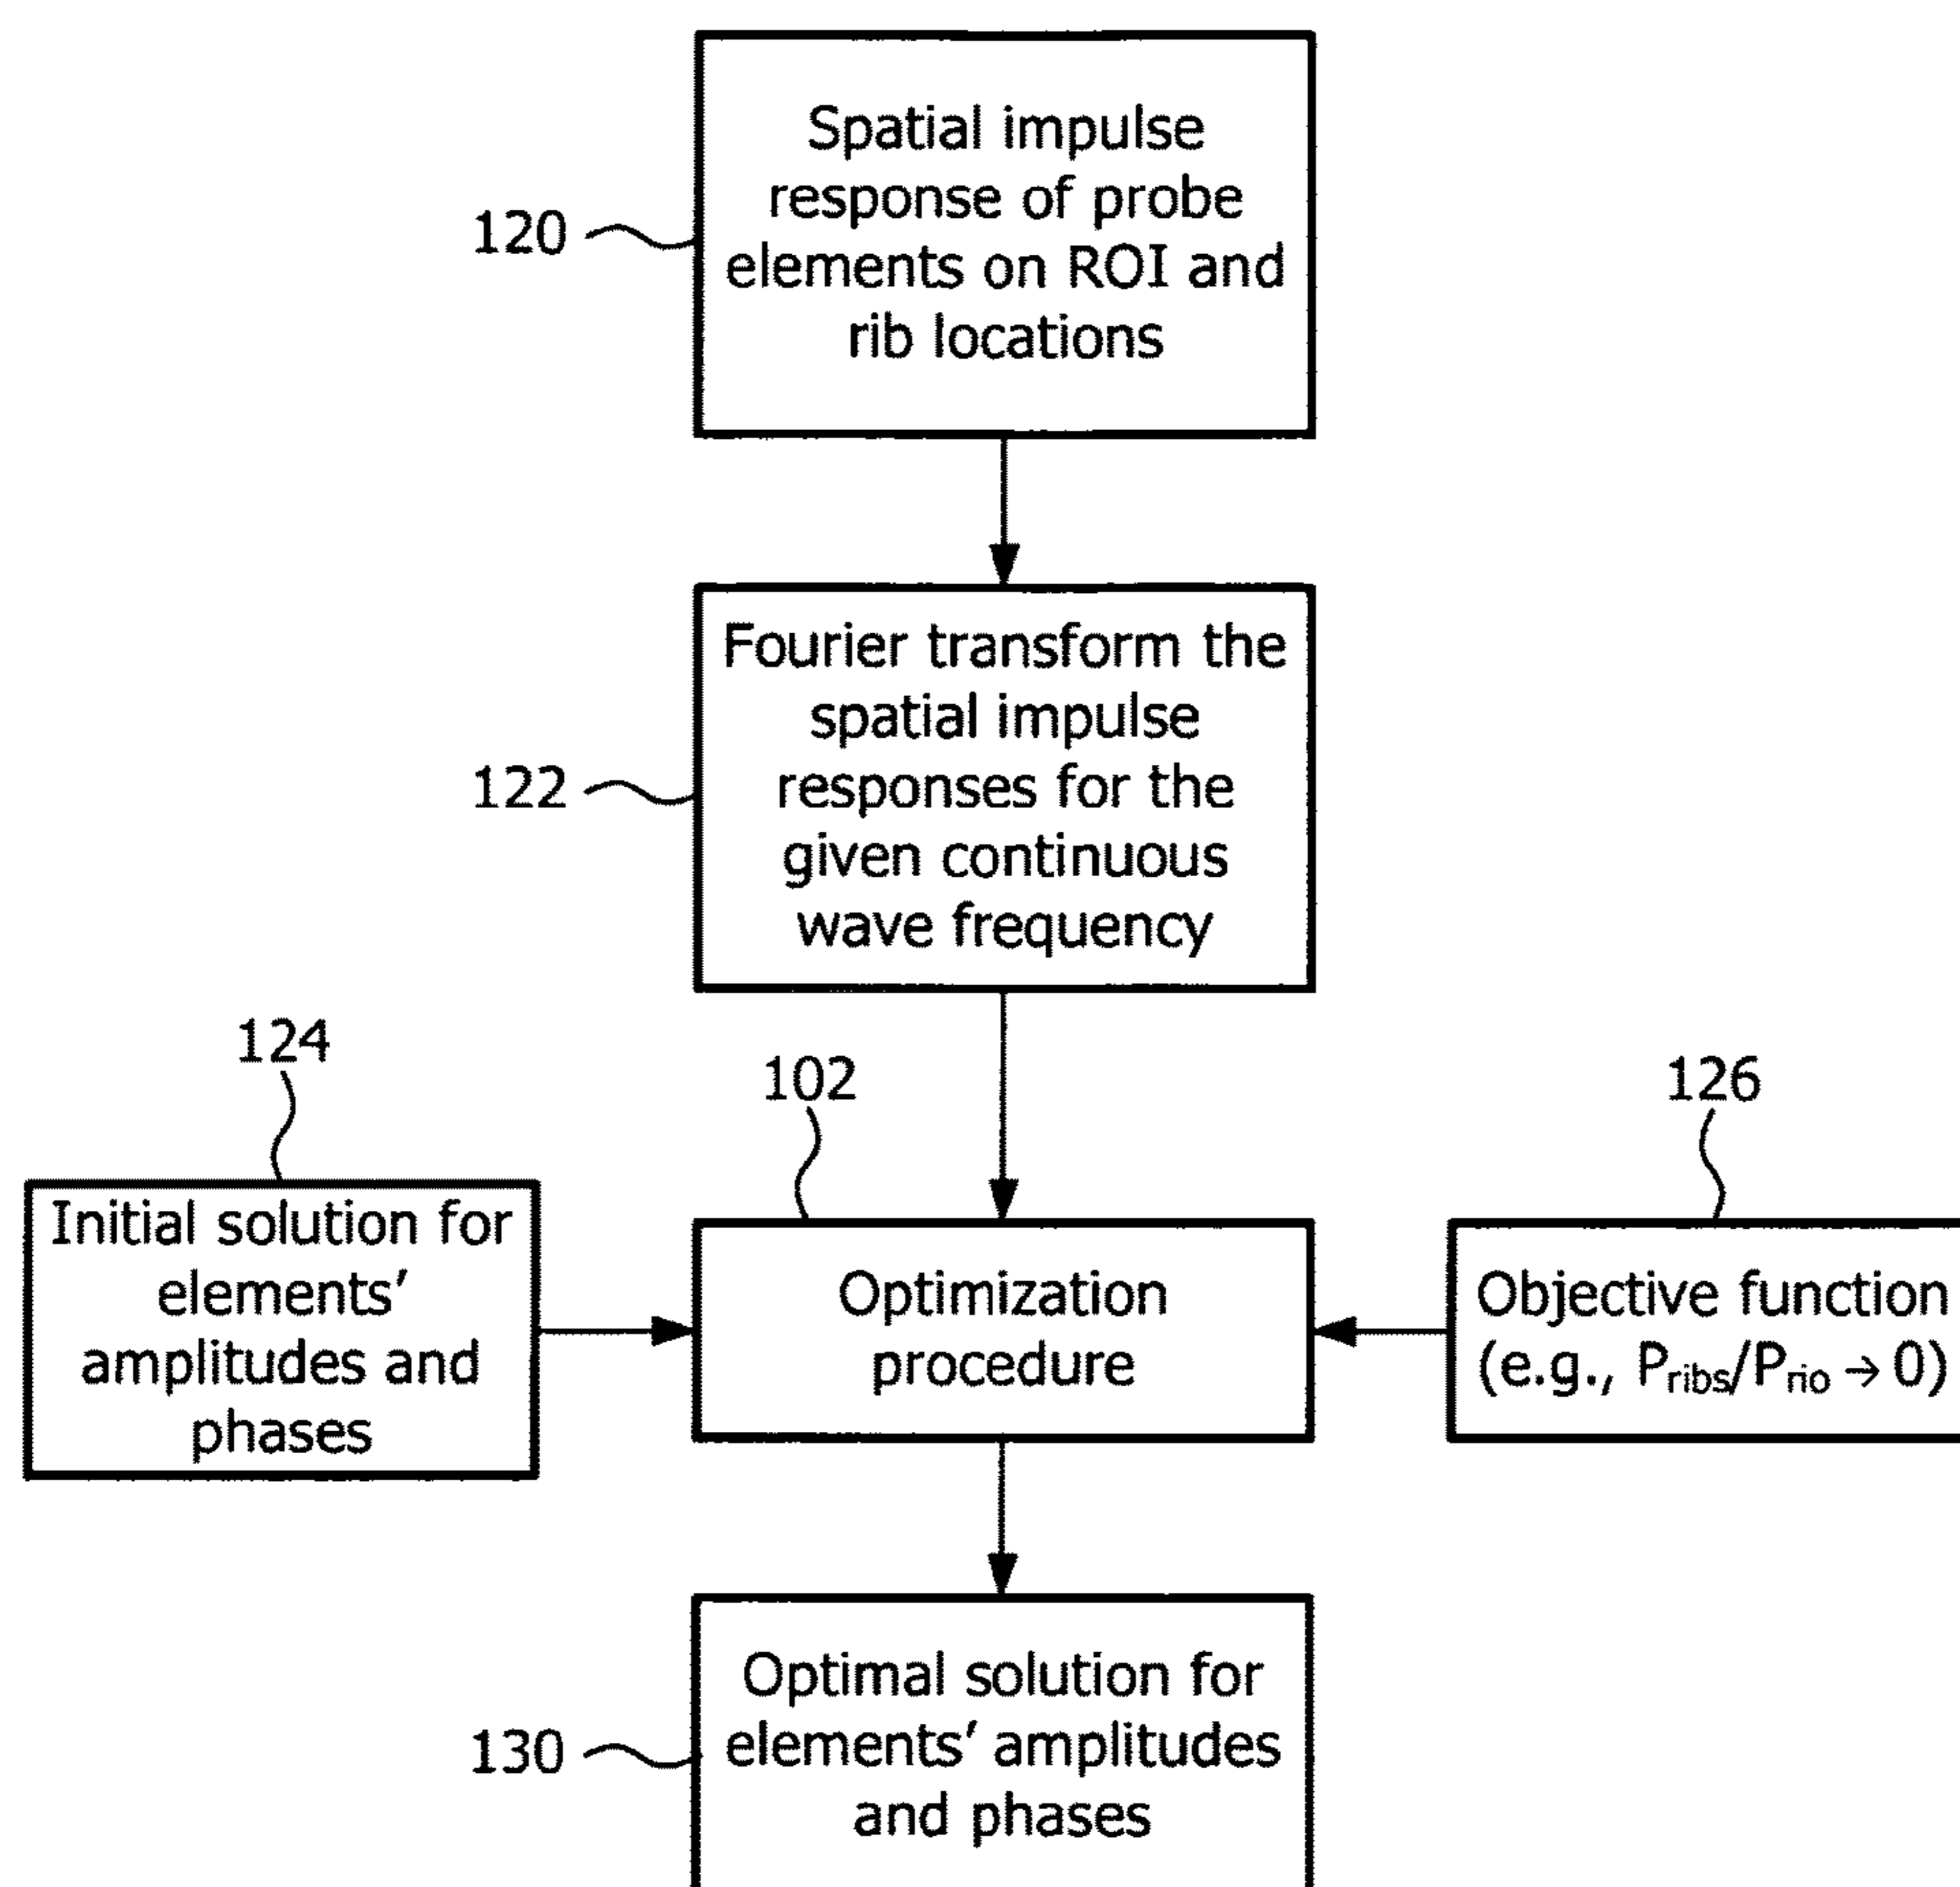 Spatial impulse
response of probe
elements on ROI and
rib locations
120
Fourier transform the
spatial impulse
responses for the
given continuous
wave frequency
122
124
102
126
Initial solution for
elements'
amplitudes and
phases
Optimization
procedure
Objective function
(e.g., Pribs/Prio → 0)
Optimal solution for
elements' amplitudes
and phases
130